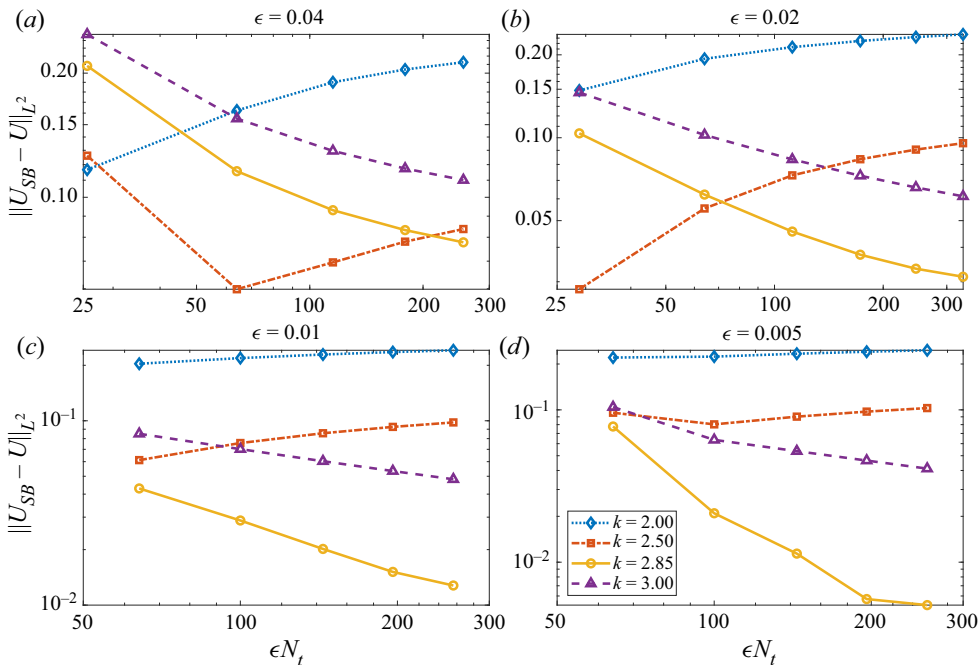 (a) ϵ = 0.04
(b) ϵ = 0.02
||U_SB − U||_L²
0.20
0.15
0.10
25 50 100 200 300
0.20
0.15
0.10
0.05
25 50 100 200 300
(c) ϵ = 0.01
(d) ϵ = 0.005
||U_SB − U||_L²
10⁻¹
10⁻²
100 200 300
ϵN_t
10⁻¹
10⁻²
100 200 300
ϵN_t
k = 2.00
k = 2.50
k = 2.85
k = 3.00